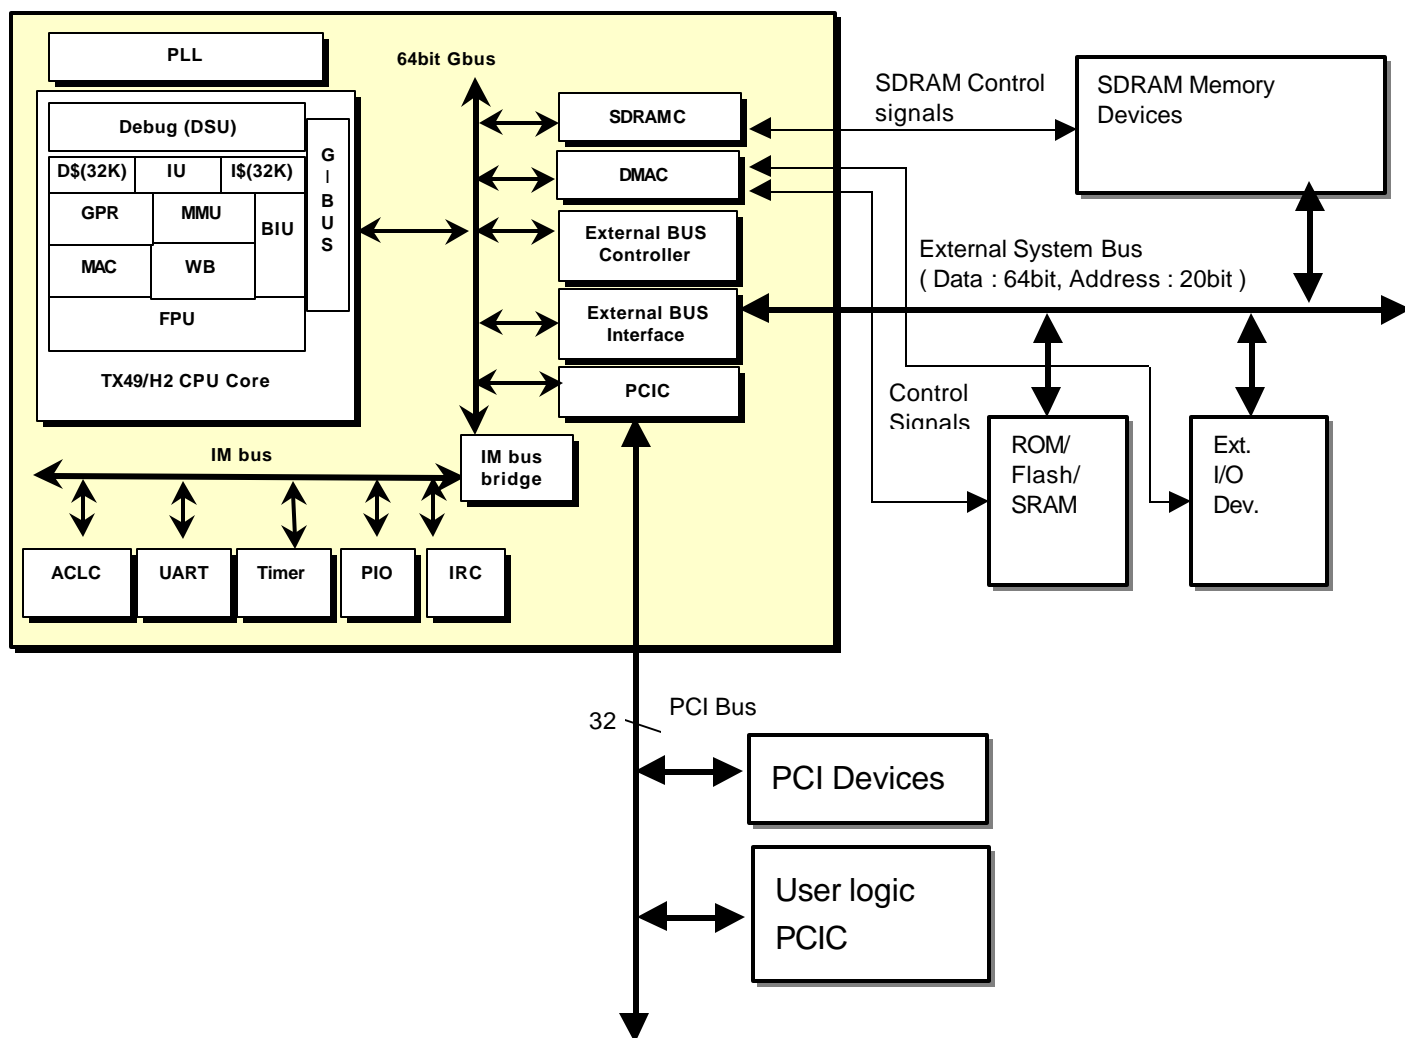 PLL
64bit Gbus
Debug (DSU)
D$(32K)
IU
I$(32K)
GPR
MMU
BIU
MAC
WB
FPU
G
I
B
U
S
TX49/H2 CPU Core
SDRAMC
DMAC
External BUS
Controller
External BUS
Interface
PCIC
IM bus
IM bus
bridge
ACLC
UART
Timer
PIO
IRC
SDRAM Control
signals
SDRAM Memory
Devices
External System Bus
( Data : 64bit, Address : 20bit )
Control
Signals
ROM/
Flash/
SRAM
Ext.
I/O
Dev.
32
PCI Bus
PCI Devices
User logic
PCIC